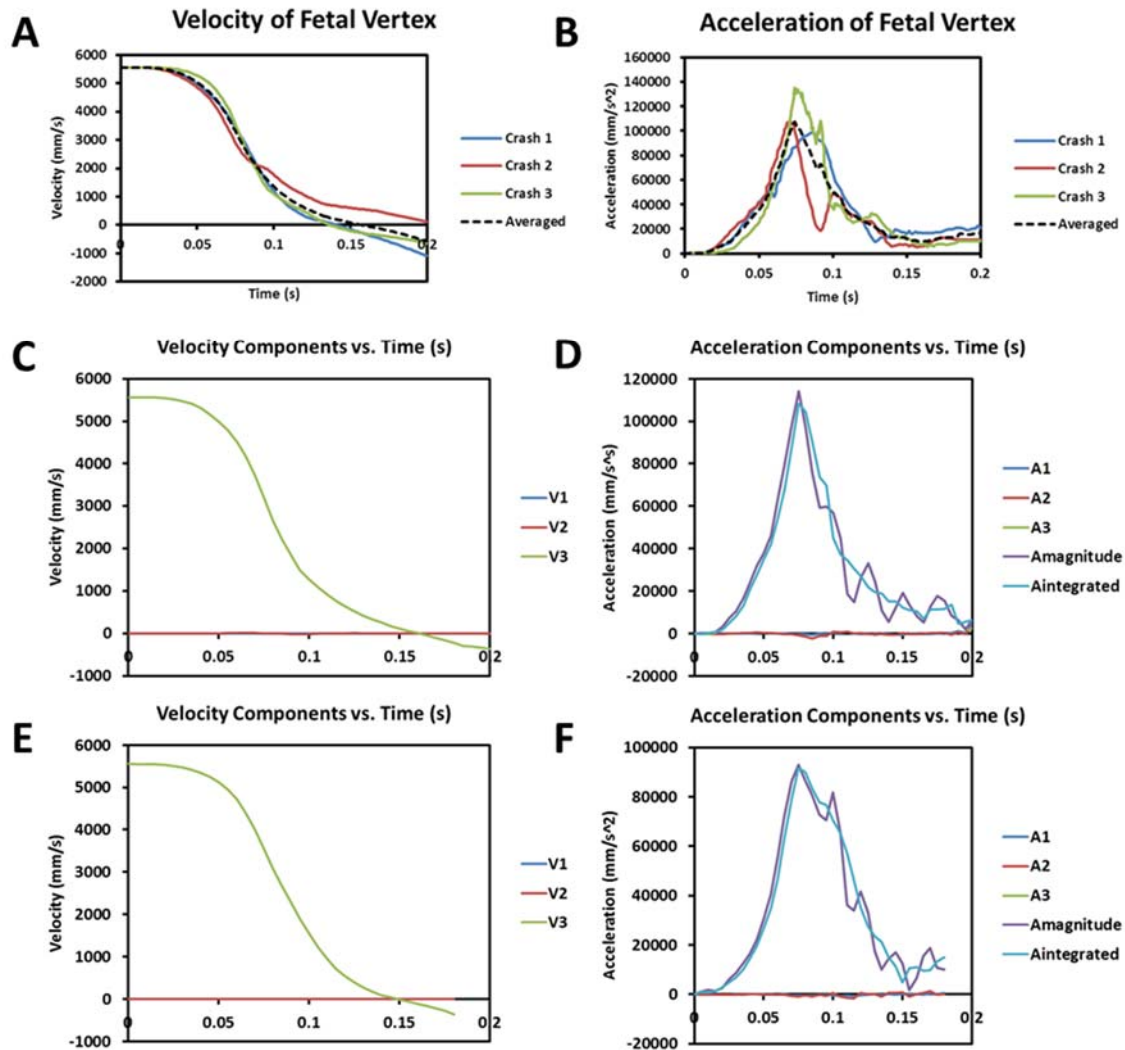 A
Velocity of Fetal Vertex
6000
5000
4000
3000
2000
1000
0
-1000
-2000
0
0.05
0.1
0.15
0.2
Velocity (mm/s)
Time (s)
Crash 1
Crash 2
Crash 3
Averaged
B
Acceleration of Fetal Vertex
160000
140000
120000
100000
80000
60000
40000
20000
0
0
0.05
0.1
0.15
0.2
Acceleration (mm/s^2)
Time (s)
Crash 1
Crash 2
Crash 3
Averaged
C
Velocity Components vs. Time (s)
6000
5000
4000
3000
2000
1000
0
-1000
0
0.05
0.1
0.15
0.2
Velocity (mm/s)
V1
V2
V3
D
Acceleration Components vs. Time (s)
120000
100000
80000
60000
40000
20000
0
-20000
0
0.05
0.1
0.15
0.2
Acceleration (mm/s^s)
A1
A2
A3
Amagnitude
Aintegrated
E
Velocity Components vs. Time (s)
6000
5000
4000
3000
2000
1000
0
-1000
0
0.05
0.1
0.15
0.2
Velocity (mm/s)
V1
V2
V3
F
Acceleration Components vs. Time (s)
100000
80000
60000
40000
20000
0
-20000
0
0.05
0.1
0.15
0.2
Acceleration (mm/s^2)
A1
A2
A3
Amagnitude
Aintegrated